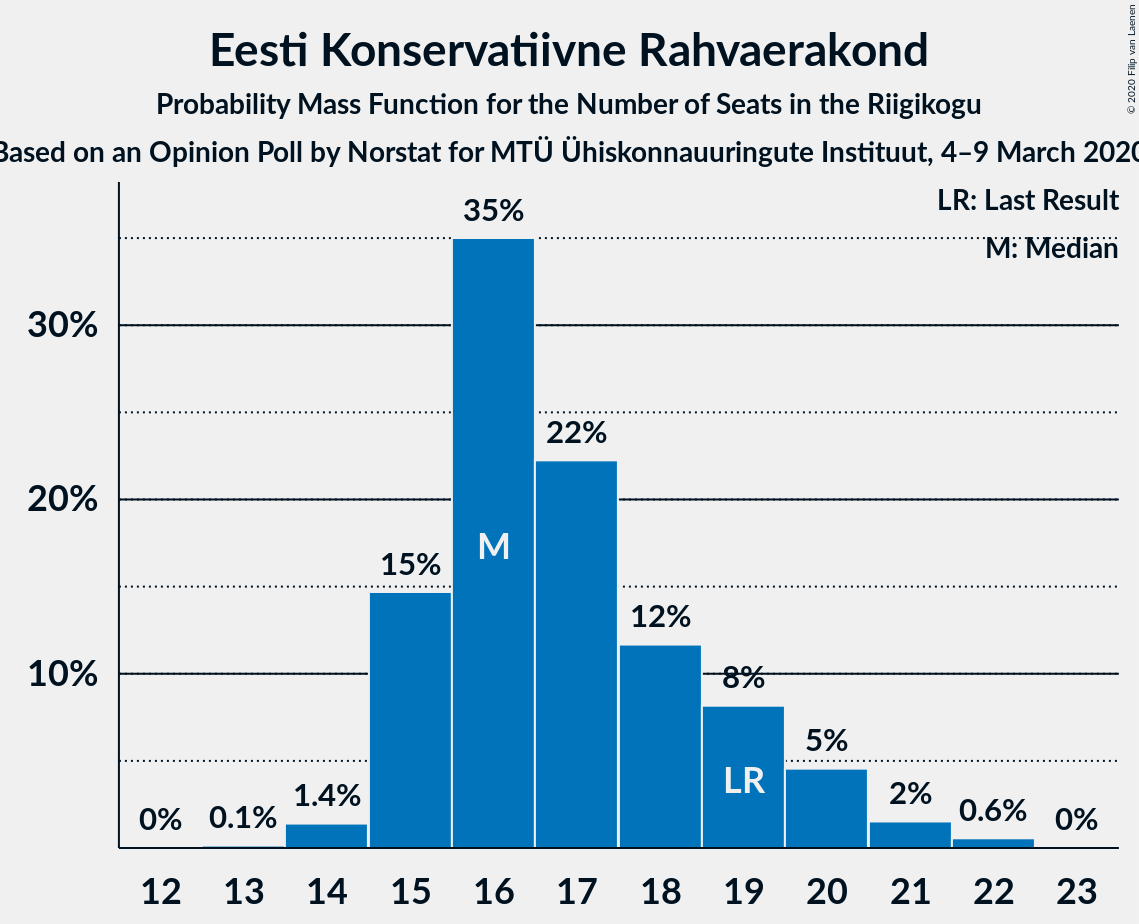 Eesti Konservatiivne Rahvaerakond
Probability Mass Function for the Number of Seats in the Riigikogu
Based on an Opinion Poll by Norstat for MTÜ Ühiskonnauuringute Instituut, 4–9 March 2020
© 2020 Filip van Laenen
LR: Last Result
M: Median
35%
30%
22%
20%
M
15%
12%
10%
8%
5%
LR
2%
1.4%
0.6%
0%
0.1%
0%
12 13 14 15 16 17 18 19 20 21 22 23